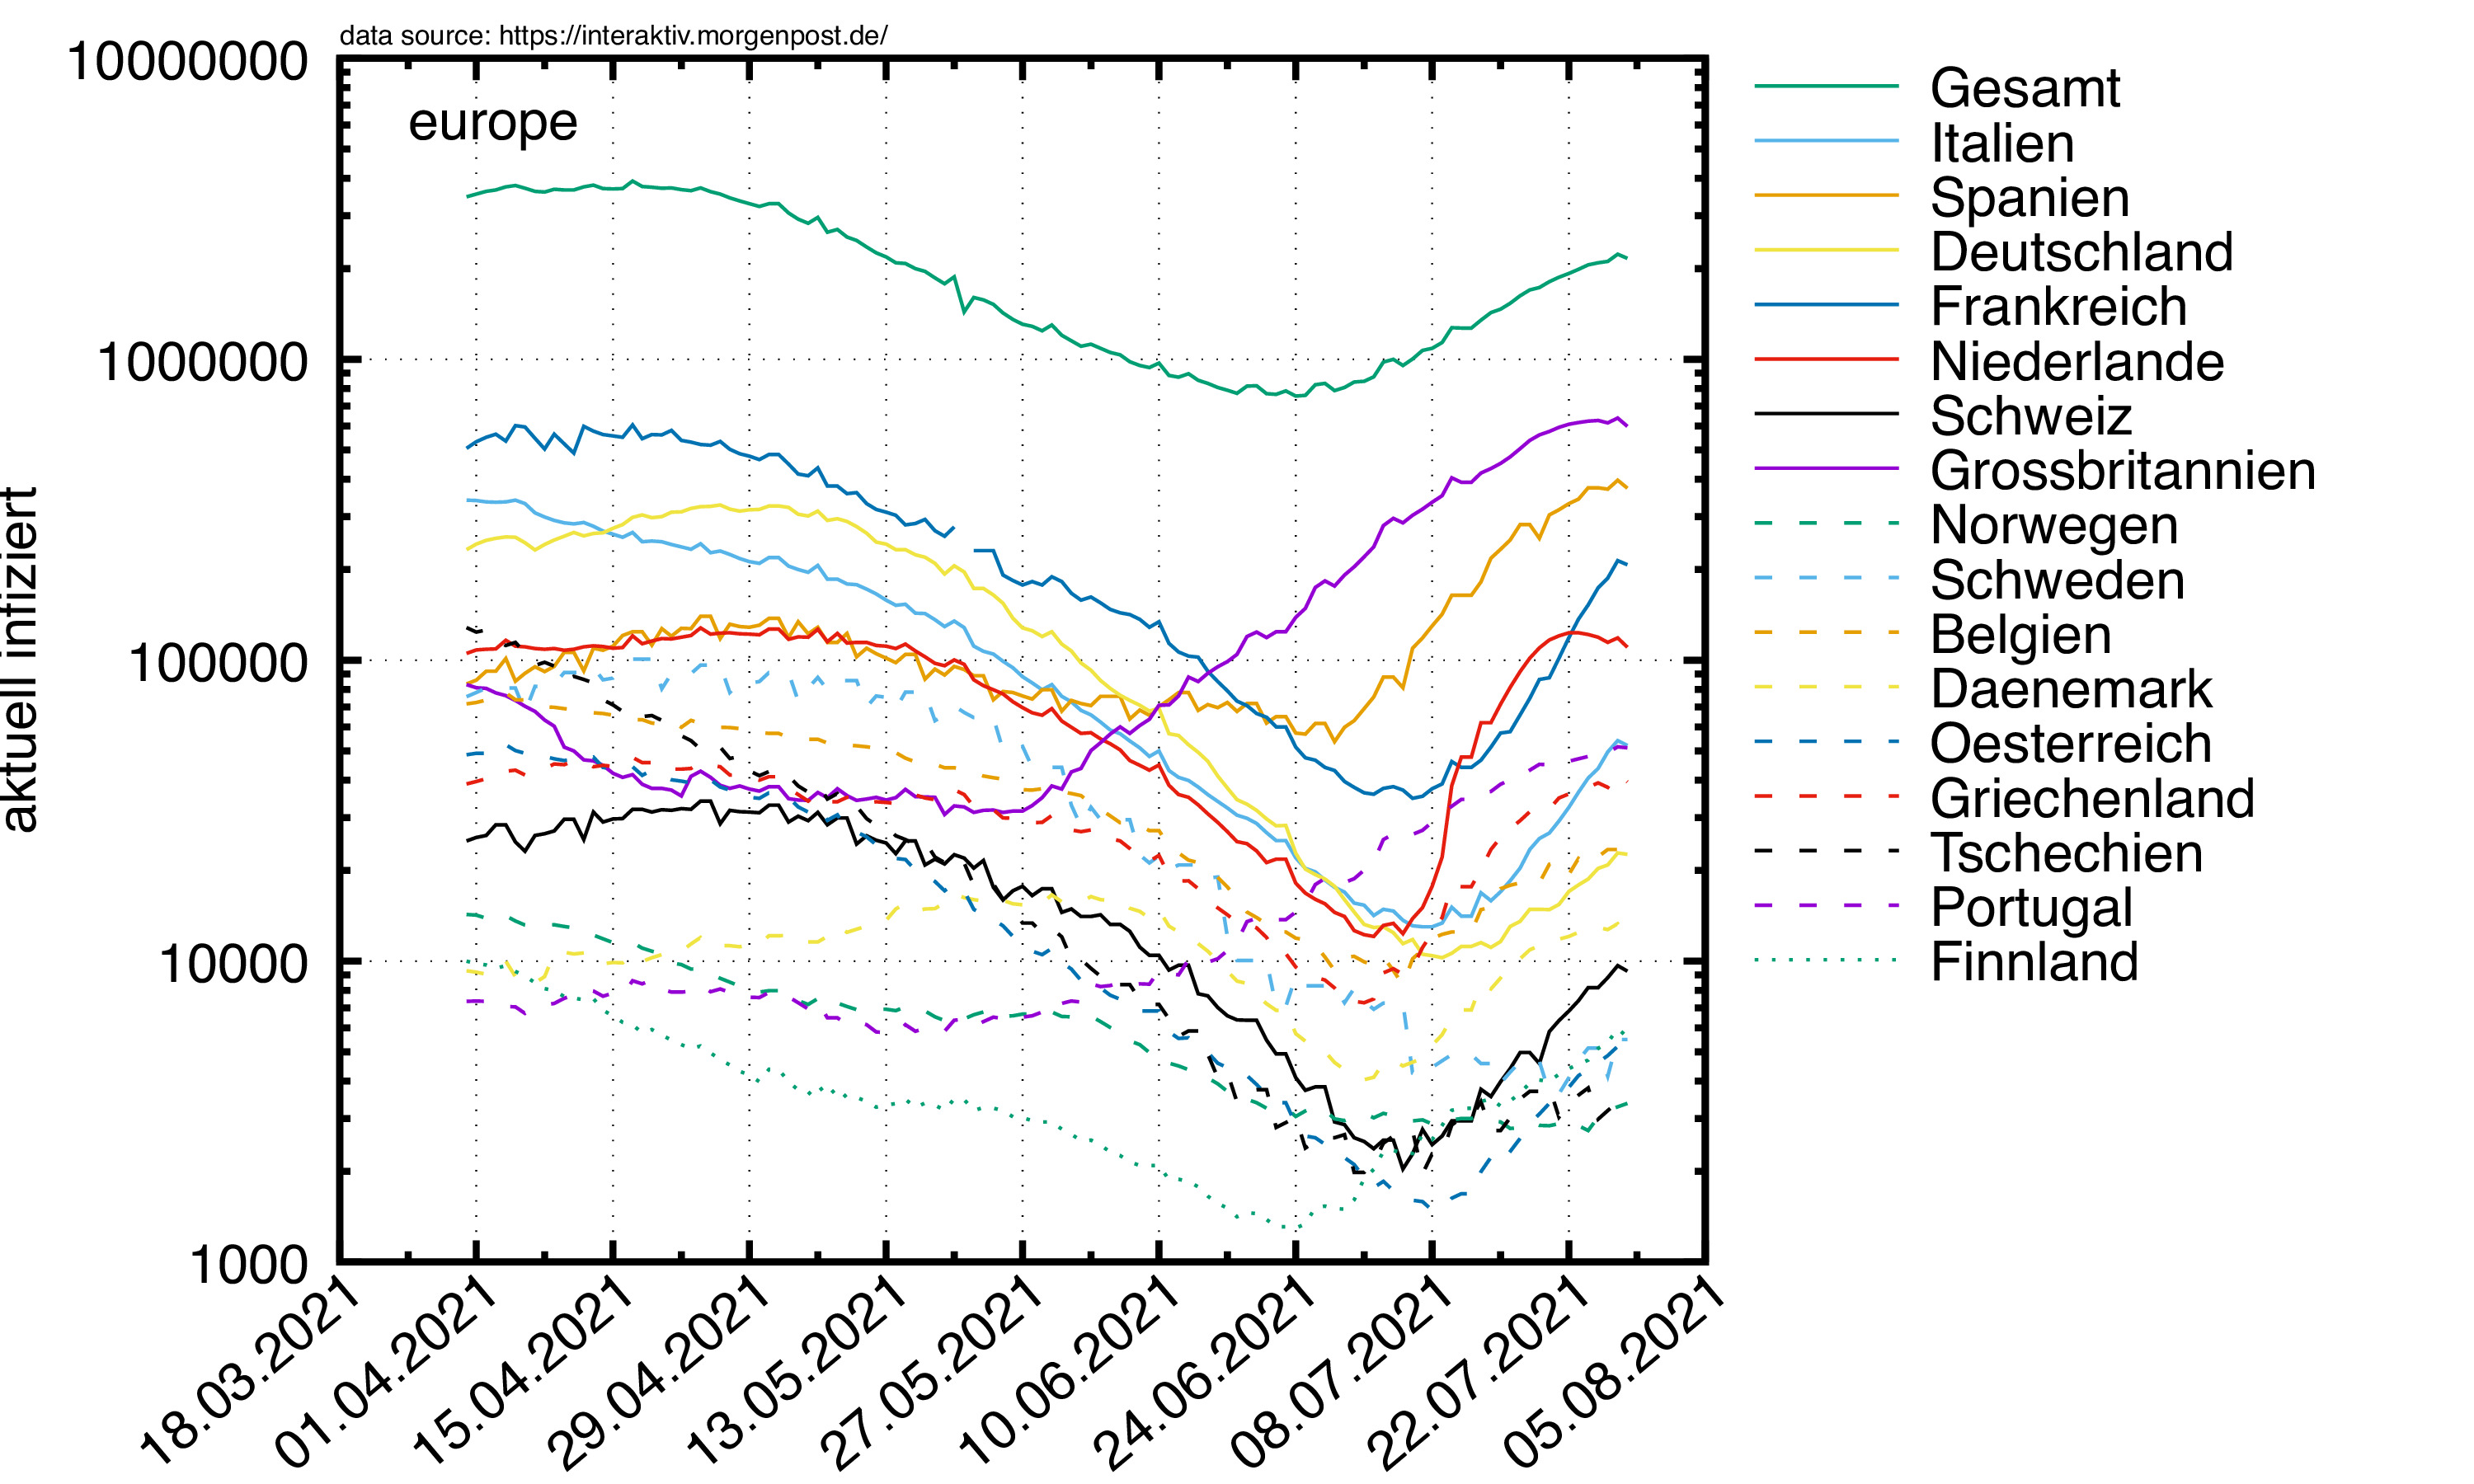 data source: https://interaktiv.morgenpost.de/
europe
aktuell infiziert
10000000
1000000
100000
10000
1000
18.03.2021
01.04.2021
15.04.2021
29.04.2021
13.05.2021
27.05.2021
10.06.2021
24.06.2021
08.07.2021
22.07.2021
05.08.2021
Gesamt
Italien
Spanien
Deutschland
Frankreich
Niederlande
Schweiz
Grossbritannien
Norwegen
Schweden
Belgien
Daenemark
Oesterreich
Griechenland
Tschechien
Portugal
Finnland